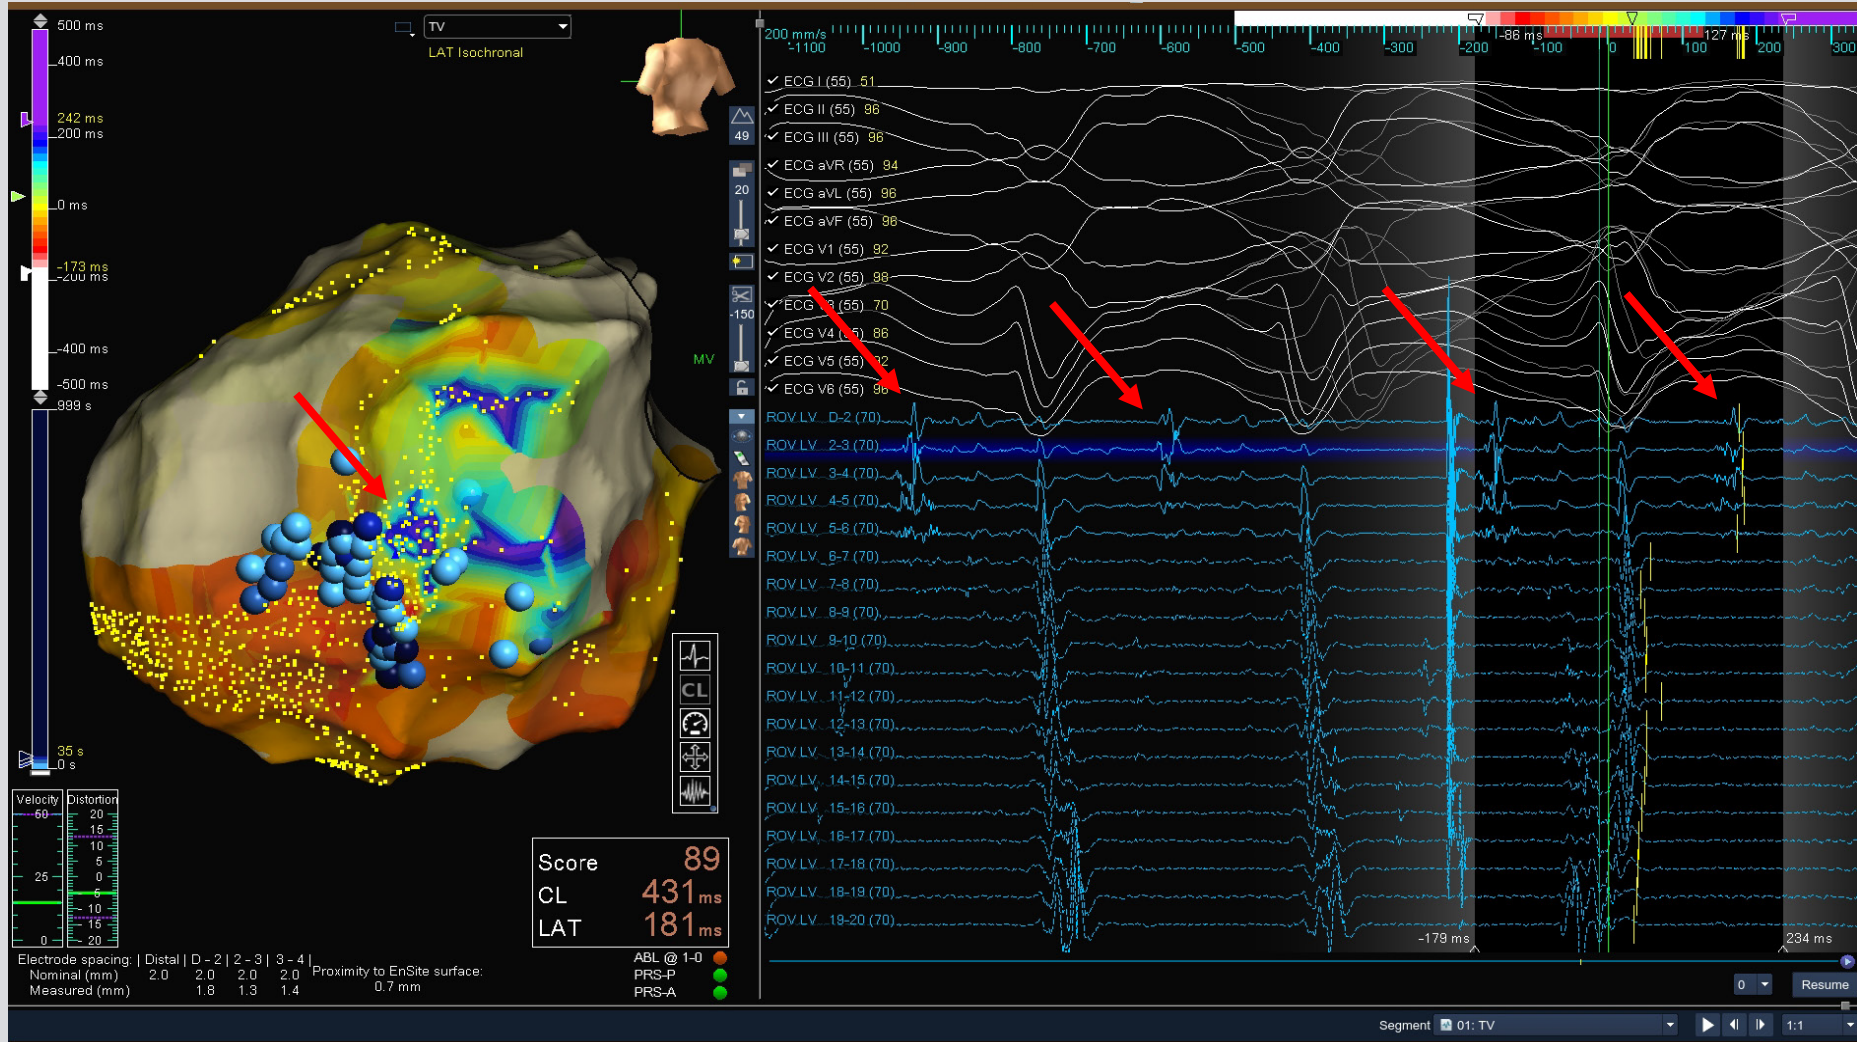 500 ms
400 ms
242 ms
200 ms
0 ms
-173 ms
-200 ms
-400 ms
-500 ms
999 s
35 s
0 s
TV
LAT Isochronal
49
20
-150
MV
CL
Velocity
60
25
0
Distortion
20
15
10
5
0
-5
- 10
- 15
- 20
Score 89
CL 431ms
LAT 181ms
Electrode spacing: | Distal | D - 2 | 2 - 3 | 3 - 4 |
Nominal (mm) 2.0 2.0 2.0 2.0
Measured (mm) 1.8 1.3 1.4
Proximity to EnSite surface:
0.7 mm
ABL @ 1-0
PRS-P
PRS-A
200 mm/s
-86 ms 127 ms
-1100 -1000 -900 -800 -700 -600 -500 -400 -300 -200 -100 0 100 200 300
ECG I (55) 51
ECG II (55) 96
ECG III (55) 96
ECG aVR (55) 94
ECG aVL (55) 96
ECG aVF (55) 96
ECG V1 (55) 92
ECG V2 (55) 98
ECG V3 (55) 70
ECG V4 (55) 86
ECG V5 (55) 92
ECG V6 (55) 96
ROV LV D-2 (70)
ROV LV 2-3 (70)
ROV LV 3-4 (70)
ROV LV 4-5 (70)
ROV LV 5-6 (70)
ROV LV 6-7 (70)
ROV LV 7-8 (70)
ROV LV 8-9 (70)
ROV LV 9-10 (70)
ROV LV 10-11 (70)
ROV LV 11-12 (70)
ROV LV 12-13 (70)
ROV LV 13-14 (70)
ROV LV 14-15 (70)
ROV LV 15-16 (70)
ROV LV 16-17 (70)
ROV LV 17-18 (70)
ROV LV 18-19 (70)
ROV LV 19-20 (70)
-179 ms
234 ms
0
Resume
Segment 01: TV
1:1